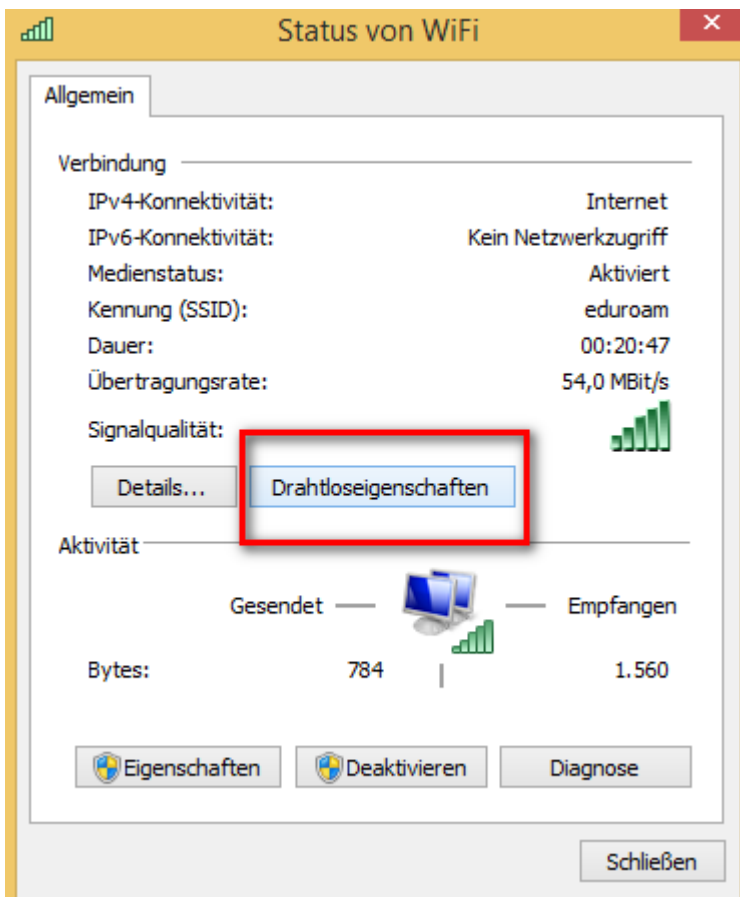 Status von WiFi
Allgemein
Verbindung
IPv4-Konnektivität: Internet
IPv6-Konnektivität: Kein Netzwerkzugriff
Medienstatus: Aktiviert
Kennung (SSID): eduroam
Dauer: 00:20:47
Übertragungsrate: 54,0 MBit/s
Signalqualität:
Details... Drahtloseigenschaften
Aktivität
Gesendet Empfangen
Bytes: 784 1.560
Eigenschaften Deaktivieren Diagnose
Schließen